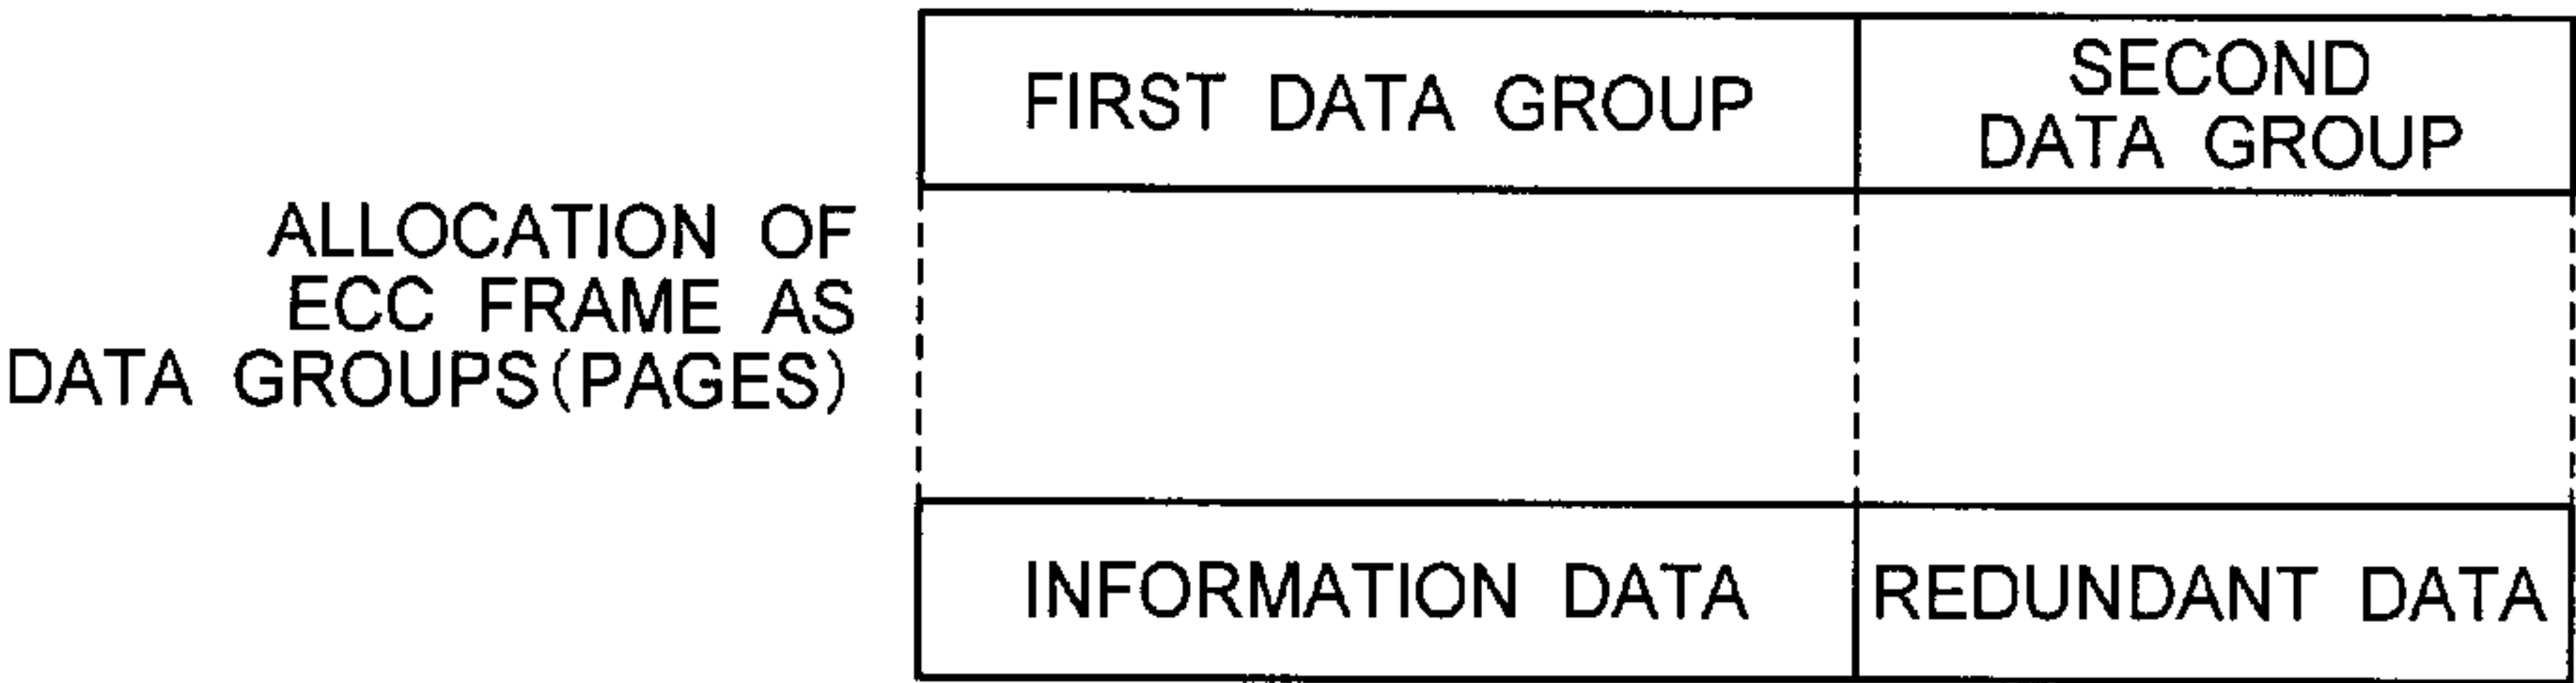 FIRST DATA GROUP
SECOND
DATA GROUP
ALLOCATION OF
ECC FRAME AS
DATA GROUPS(PAGES)
INFORMATION DATA
REDUNDANT DATA